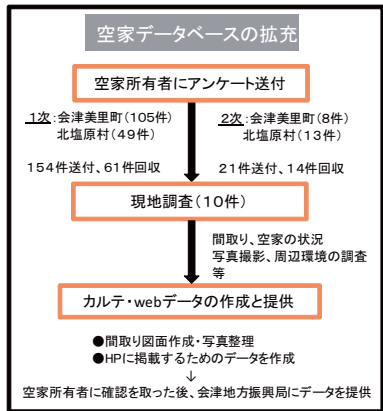 空家データベースの拡充
空家所有者にアンケート送付
1次:会津美里町(105件)
北塩原村(49件)
2次:会津美里町(8件)
北塩原村(13件)
154件送付、61件回収
21件送付、14件回収
現地調査(10件)
間取り、空家の状況
写真撮影、周辺環境の調査
等
カルテ・webデータの作成と提供
●間取り図面作成・写真整理
●HPに掲載するためのデータを作成
↓
空家所有者に確認を取った後、会津地方振興局にデータを提供